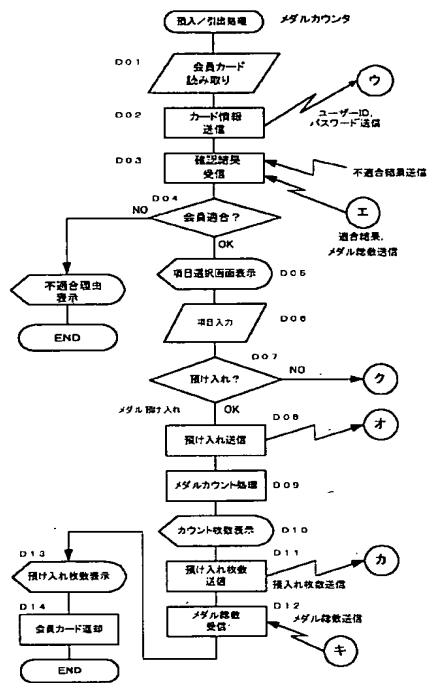 預入／引出処理
メダルカウンタ
D01
会員カード
読み取り
ウ
D02
カード情報
送信
ユーザーID,
パスワード送信
D03
確認結果
受信
不適合結果送信
D04
エ
NO
会員適合？
適合結果,
メダル総数送信
OK
不適合理由
表示
項目選択画面表示
D05
END
項目入力
D06
D07
預け入れ？
NO
ク
メダル預け入れ
OK
D08
オ
預け入れ送信
メダルカウント処理
D09
カウント枚数表示
D10
D11
D13
預け入れ枚数表示
預け入れ枚数
送信
カ
預入れ枚数送信
D14
会員カード返却
D12
メダル総数
受信
メダル総数送信
キ
END